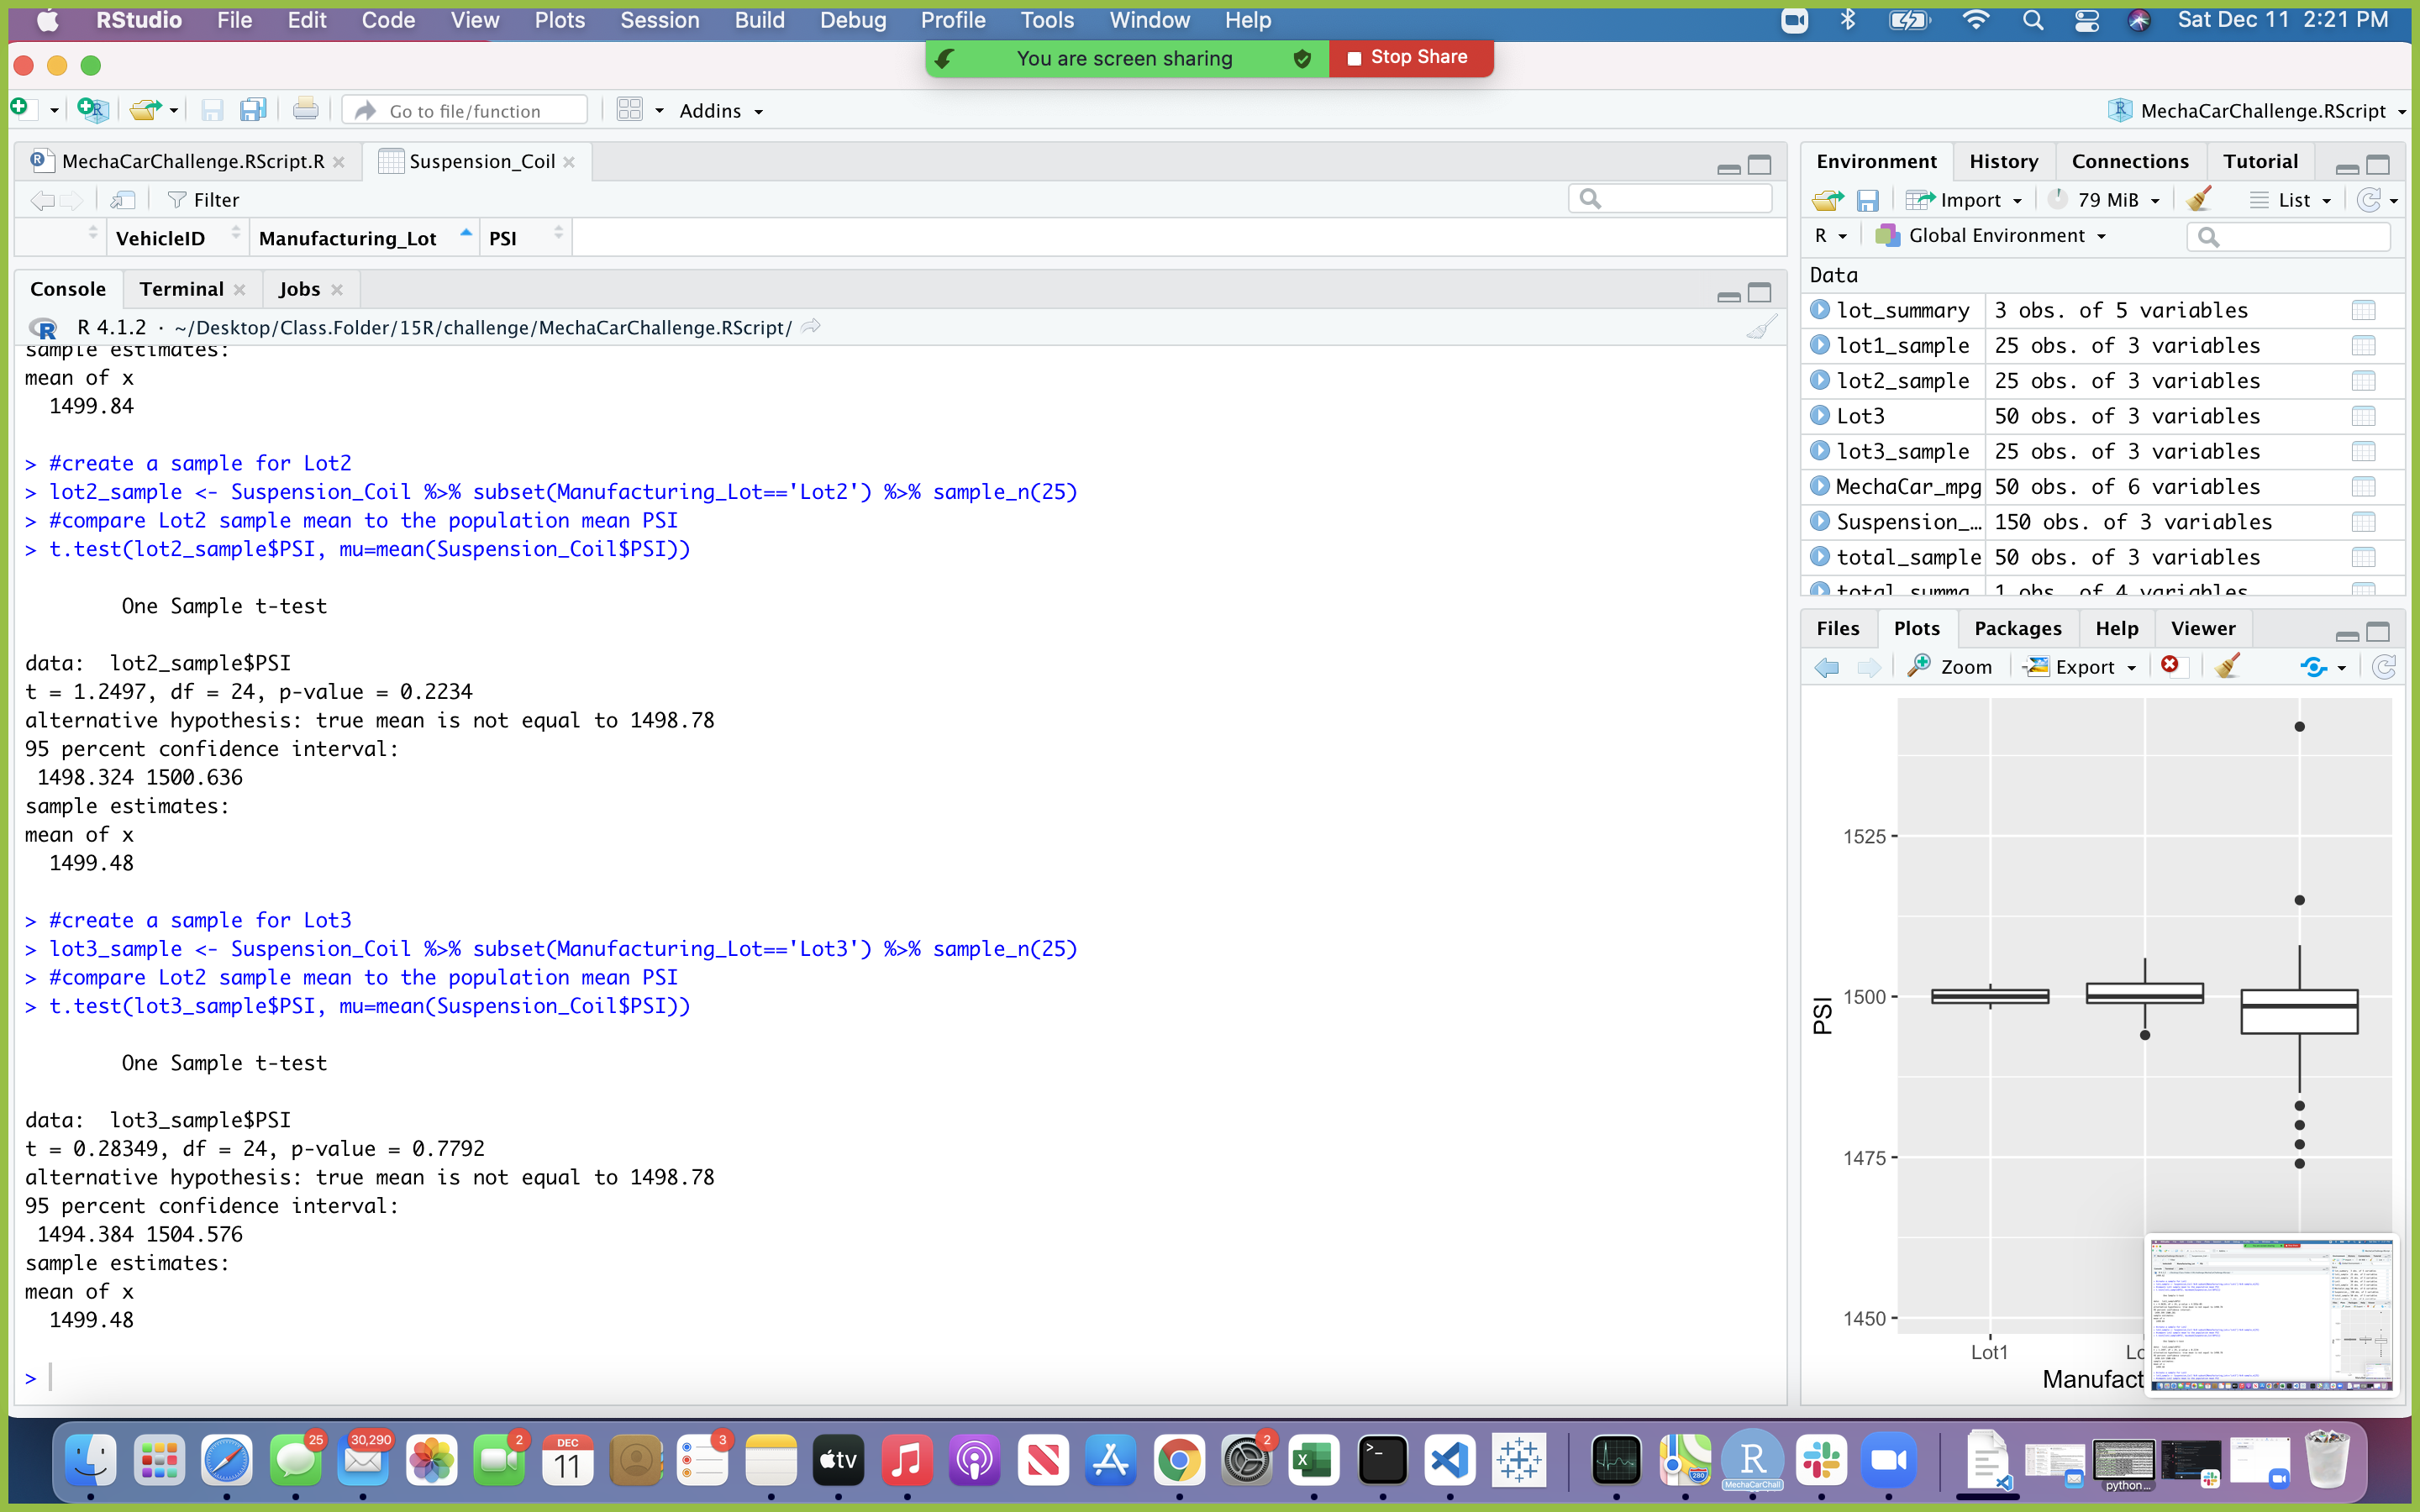 RStudio File Edit Code View Plots Session Build Debug Profile Tools Window Help Sat Dec 11 2:21 PM
You are screen sharing Stop Share
Go to file/function Addins MechaCarChallenge.RScript
MechaCarChallenge.RScript.R Suspension_Coil
Filter
VehicleID Manufacturing_Lot PSI
Console Terminal Jobs
R 4.1.2 · ~/Desktop/Class.Folder/15R/challenge/MechaCarChallenge.RScript/
sample estimates:
mean of x
1499.84
> #create a sample for Lot2
> lot2_sample <- Suspension_Coil %>% subset(Manufacturing_Lot=='Lot2') %>% sample_n(25)
> #compare Lot2 sample mean to the population mean PSI
> t.test(lot2_sample$PSI, mu=mean(Suspension_Coil$PSI))
One Sample t-test
data: lot2_sample$PSI
t = 1.2497, df = 24, p-value = 0.2234
alternative hypothesis: true mean is not equal to 1498.78
95 percent confidence interval:
1498.324 1500.636
sample estimates:
mean of x
1499.48
> #create a sample for Lot3
> lot3_sample <- Suspension_Coil %>% subset(Manufacturing_Lot=='Lot3') %>% sample_n(25)
> #compare Lot2 sample mean to the population mean PSI
> t.test(lot3_sample$PSI, mu=mean(Suspension_Coil$PSI))
One Sample t-test
data: lot3_sample$PSI
t = 0.28349, df = 24, p-value = 0.7792
alternative hypothesis: true mean is not equal to 1498.78
95 percent confidence interval:
1494.384 1504.576
sample estimates:
mean of x
1499.48
>
Environment History Connections Tutorial
Import 79 MiB List
R Global Environment
Data
lot_summary 3 obs. of 5 variables
lot1_sample 25 obs. of 3 variables
lot2_sample 25 obs. of 3 variables
Lot3 50 obs. of 3 variables
lot3_sample 25 obs. of 3 variables
MechaCar_mpg 50 obs. of 6 variables
Suspension_… 150 obs. of 3 variables
total_sample 50 obs. of 3 variables
total_summa 1 obs. of 4 variables
Files Plots Packages Help Viewer
Zoom Export
1525
1500
1475
1450
PSI
Lot1 Lo
Manufact
25 30,290 2 DEC 11 3 tv 2 X >_ 280 R MechaCarChall python...